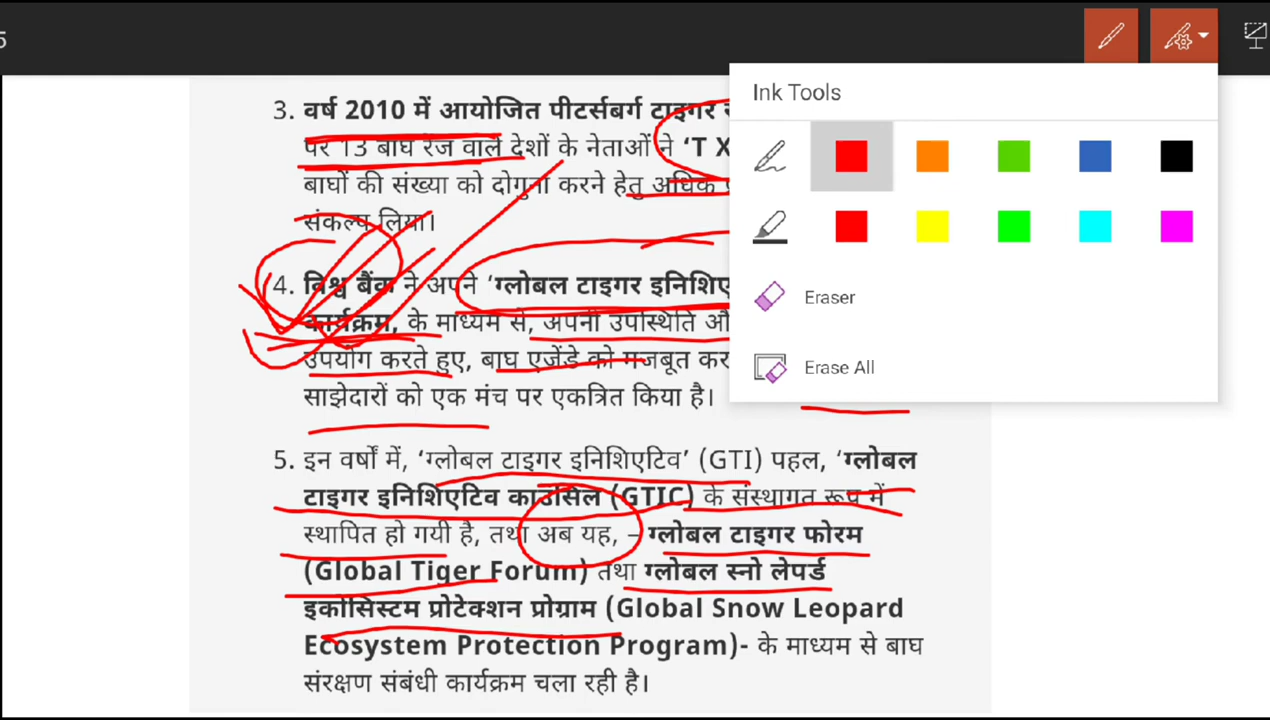 5
Ink Tools
Eraser
Erase All
3. वर्ष 2010 में आयोजित पीटर्सबर्ग टाइगर
पर 13 बाघ रेंज वाले देशों के नेताओं ने ‘T X
बाघों की संख्या को दोगुना करने हेतु अधिक
संकल्प लिया।
4. विश्व बैंक ने अपने ‘ग्लोबल टाइगर इनिशिए
कार्यक्रम, के माध्यम से, अपनी उपस्थिति औ
उपयोग करते हुए, बाघ एजेंडे को मजबूत कर
साझेदारों को एक मंच पर एकत्रित किया है।
5. इन वर्षों में, ‘ग्लोबल टाइगर इनिशिएटिव’ (GTI) पहल, ‘ग्लोबल
टाइगर इनिशिएटिव काउंसिल (GTIC) के संस्थागत रूप में
स्थापित हो गयी है, तथा अब यह, – ग्लोबल टाइगर फोरम
(Global Tiger Forum) तथा ग्लोबल स्नो लेपर्ड
इकोसिस्टम प्रोटेक्शन प्रोग्राम (Global Snow Leopard
Ecosystem Protection Program)- के माध्यम से बाघ
संरक्षण संबंधी कार्यक्रम चला रही है।